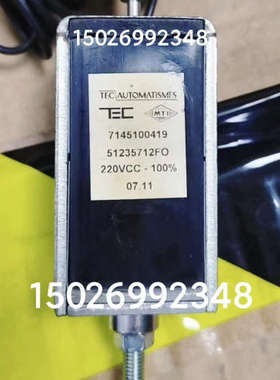 15026992348
TEC AUTOMATISMES
TEC MTI
7145100419
51235712FO
220VCC - 100%
07.11
15026992348